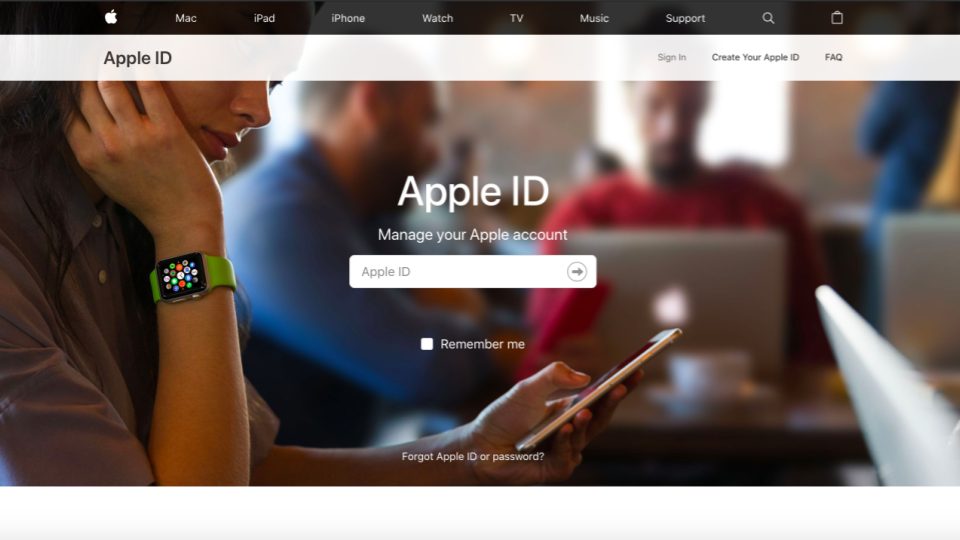 Mac iPad iPhone Watch TV Music Support
Apple ID
Sign In Create Your Apple ID FAQ
Apple ID
Manage your Apple account
Apple ID
Remember me
Forgot Apple ID or password?